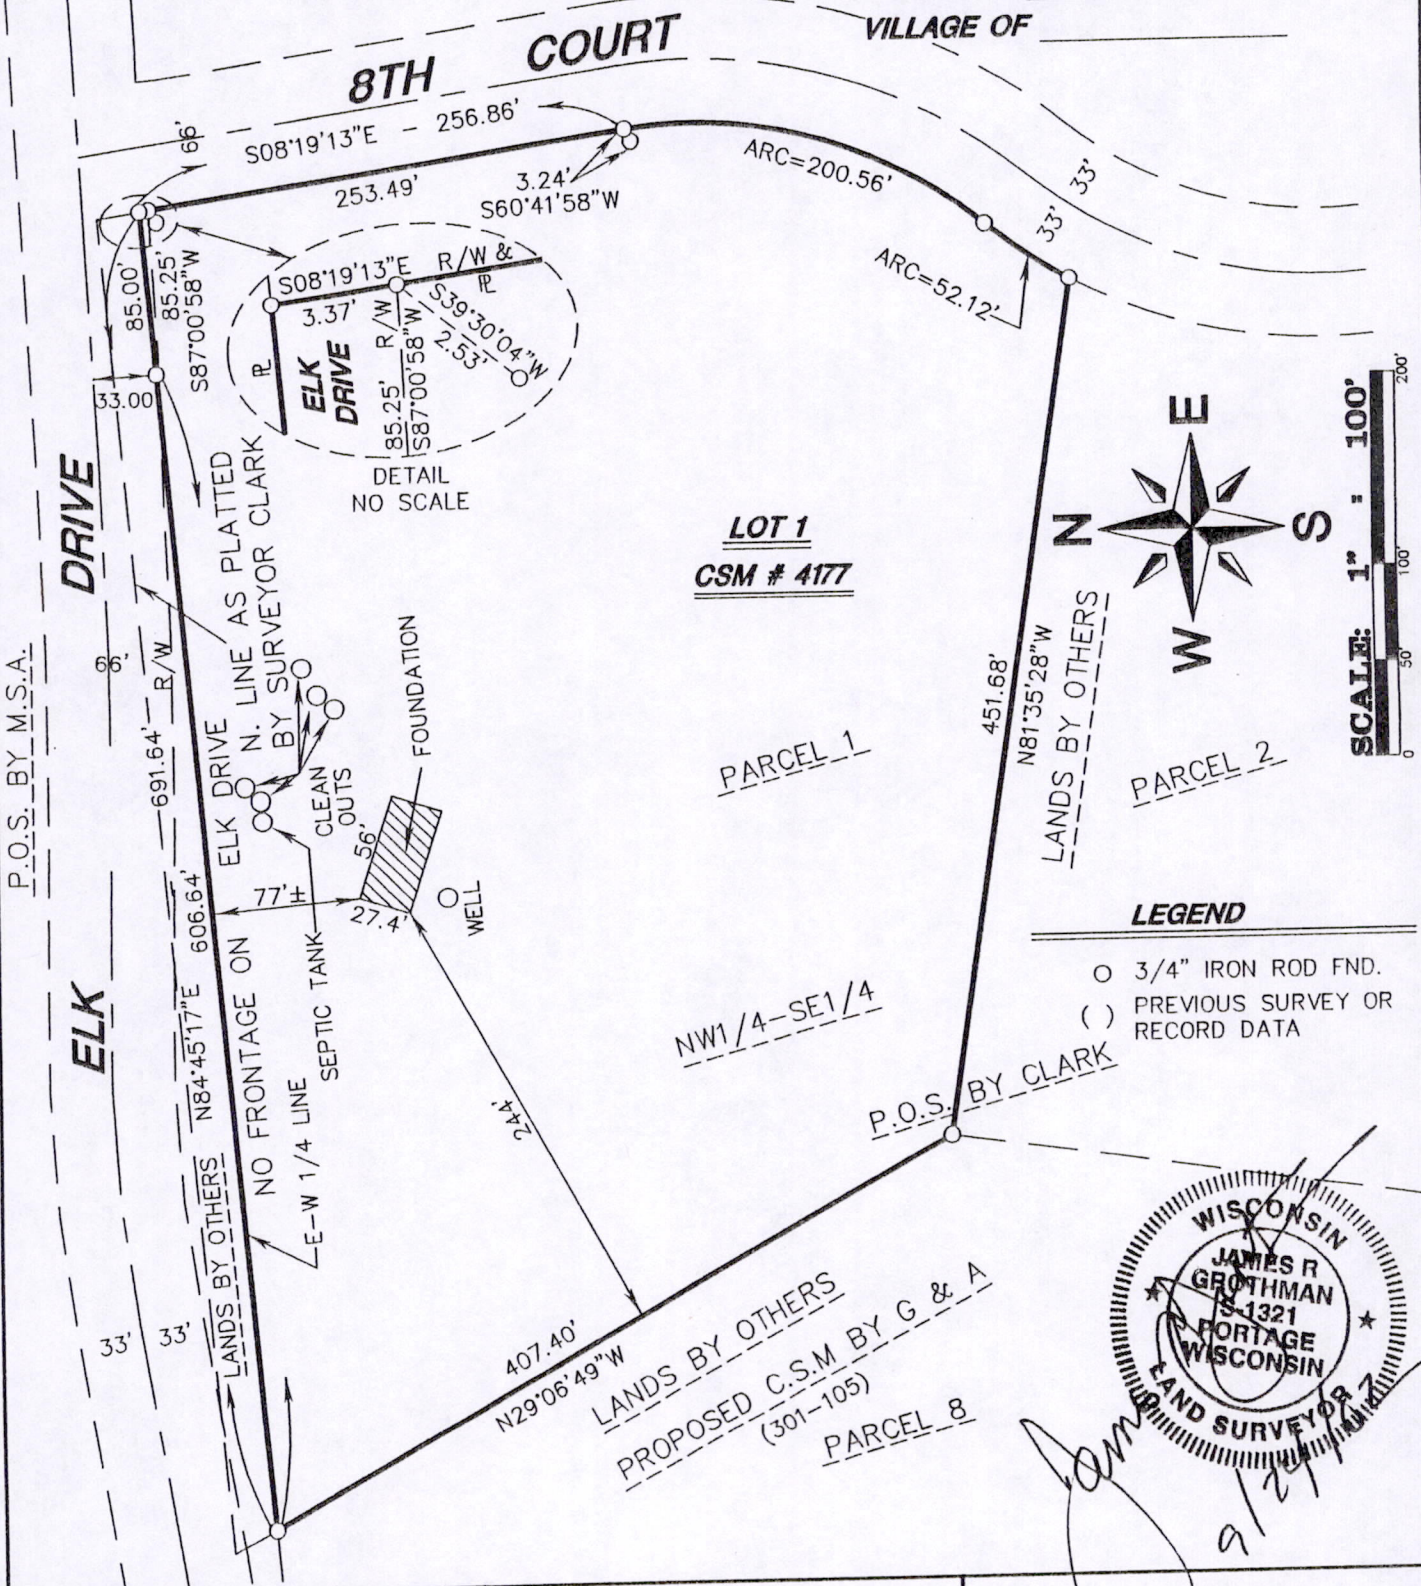 VILLAGE OF
8TH COURT
66'
S08°19'13"E - 256.86'
253.49'
3.24'
S60°41'58"W
ARC=200.56'
33'
33'
ARC=52.12'
85.00'
85.25'
S87°00'58"W
33.00'
S08°19'13"E
R/W & PL
3.37'
PL
ELK
DRIVE
R/W
85.25'
S87°00'58"W
S39°30'04"W
2.53'
DETAIL
NO SCALE
LOT 1
CSM # 4177
E
N
S
W
SCALE: 1" : 100'
0
50'
100'
200'
ELK DRIVE
P.O.S. BY M.S.A.
66'
R/W
691.64'
N. LINE AS PLATTED
BY SURVEYOR CLARK
NO FRONTAGE ON ELK DRIVE
N84°45'17"E 606.64'
CLEAN
OUTS
FOUNDATION
56'
27.4'
77'±
WELL
SEPTIC TANK
E-W 1/4 LINE
244'
PARCEL 1
451.68'
N81°35'28"W
LANDS BY OTHERS
PARCEL 2
NW1/4-SE1/4
P.O.S. BY CLARK
LEGEND
3/4" IRON ROD FND.
( ) PREVIOUS SURVEY OR
RECORD DATA
LANDS BY OTHERS
33'
33'
407.40'
N29°06'49"W
LANDS BY OTHERS
PROPOSED C.S.M BY G & A
(301-105)
PARCEL 8
WISCONSIN
JAMES R
GROTHMAN
S-1321
PORTAGE
WISCONSIN
LAND SURVEYOR